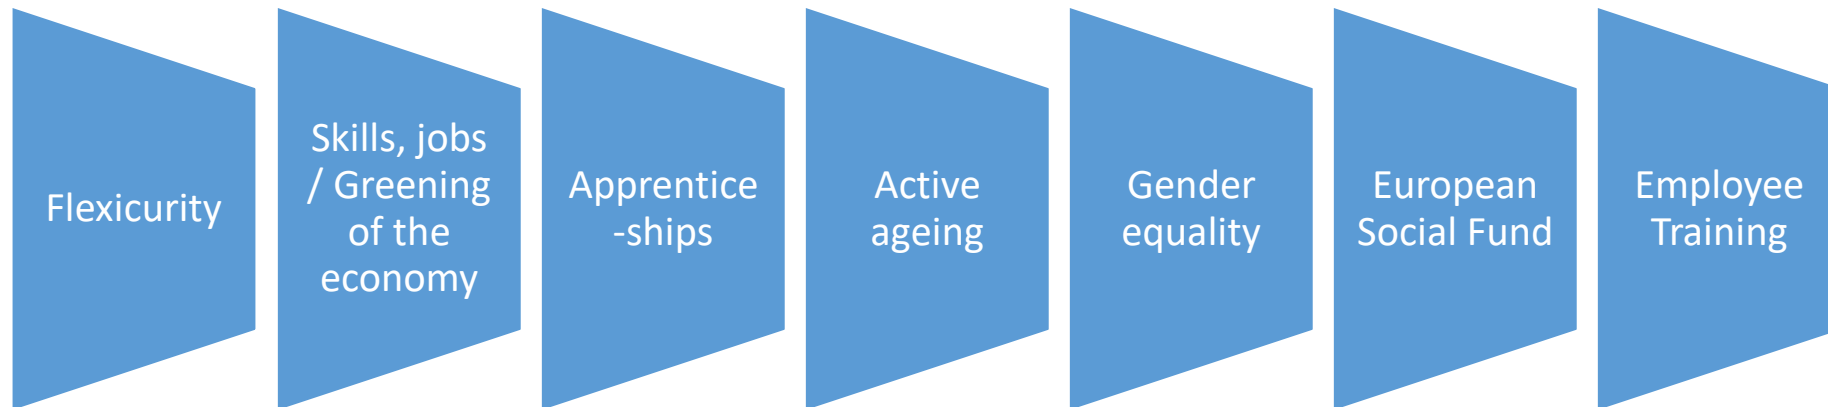 Flexicurity
Skills, jobs
/ Greening
of the
economy
Apprentice
-ships
Active
ageing
Gender
equality
European
Social Fund
Employee
Training